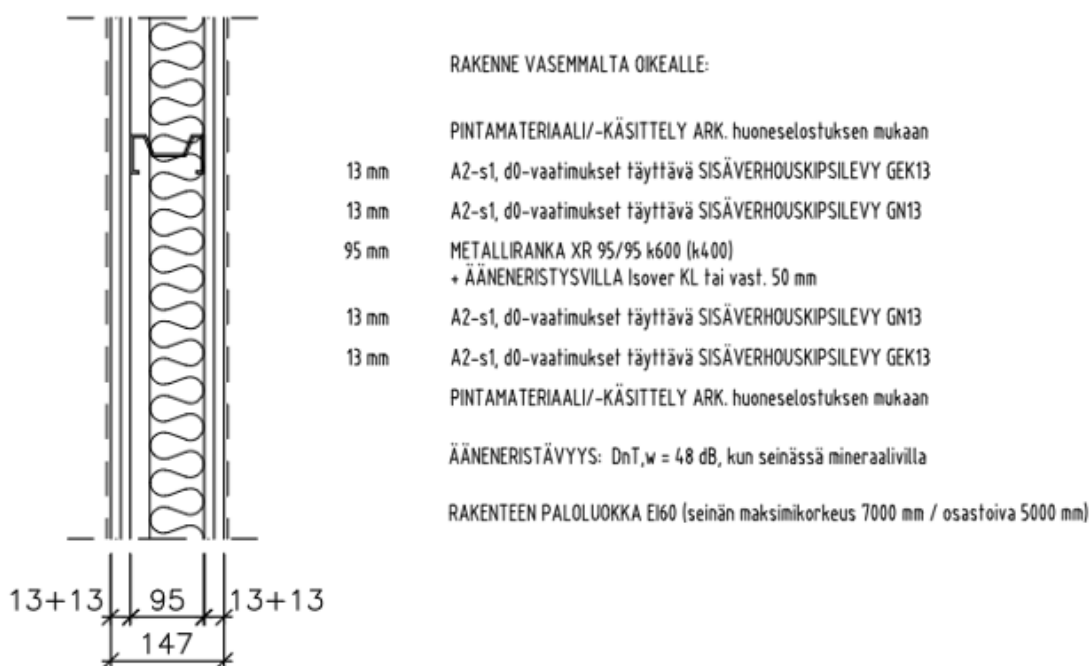 RAKENNE VASEMMALTA OIKEALLE:
PINTAMATERIAALI/-KÄSITTELY ARK. huoneselostuksen mukaan
13 mm A2-s1, d0-vaatimukset täyttävä SISÄVERHOUSKIPSILEVY GEK13
13 mm A2-s1, d0-vaatimukset täyttävä SISÄVERHOUSKIPSILEVY GN13
95 mm METALLIRANKA XR 95/95 k600 (k400)
+ ÄÄNENERISTYSVILLA Isover KL tai vast. 50 mm
13 mm A2-s1, d0-vaatimukset täyttävä SISÄVERHOUSKIPSILEVY GN13
13 mm A2-s1, d0-vaatimukset täyttävä SISÄVERHOUSKIPSILEVY GEK13
PINTAMATERIAALI/-KÄSITTELY ARK. huoneselostuksen mukaan
ÄÄNENERISTÄVYYS: DnT,w = 48 dB, kun seinässä mineraalivilla
RAKENTEEN PALOLUOKKA EI60 (seinän maksimikorkeus 7000 mm / osastoiva 5000 mm)
13+13 95 13+13
147